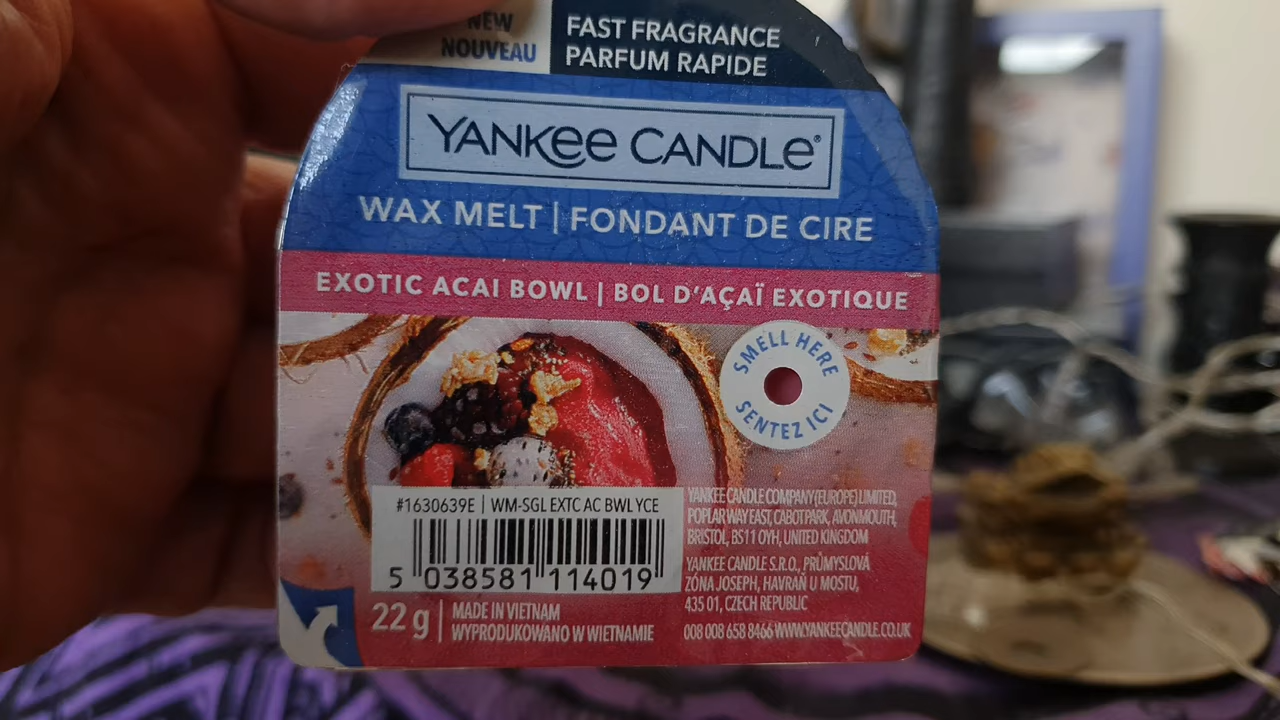 NEW
NOUVEAU
FAST FRAGRANCE
PARFUM RAPIDE
YANKEE CANDLE®
WAX MELT | FONDANT DE CIRE
EXOTIC ACAI BOWL | BOL D'AÇAÏ EXOTIQUE
SMELL HERE
SENTEZ ICI
#1630639E | WM-SGL EXTC AC BWL YCE
5 038581 114019
22 g
MADE IN VIETNAM
WYPRODUKOWANO W WIETNAMIE
YANKEE CANDLE COMPANY (EUROPE) LIMITED,
POPLAR WAY EAST, CABOT PARK, AVONMOUTH,
BRISTOL, BS11 0YH, UNITED KINGDOM
YANKEE CANDLE S.R.O., PRŮMYSLOVÁ
ZÓNA JOSEPH, HAVRAŇ U MOSTU,
435 01, CZECH REPUBLIC
008 008 658 8466 WWW.YANKEECANDLE.CO.UK